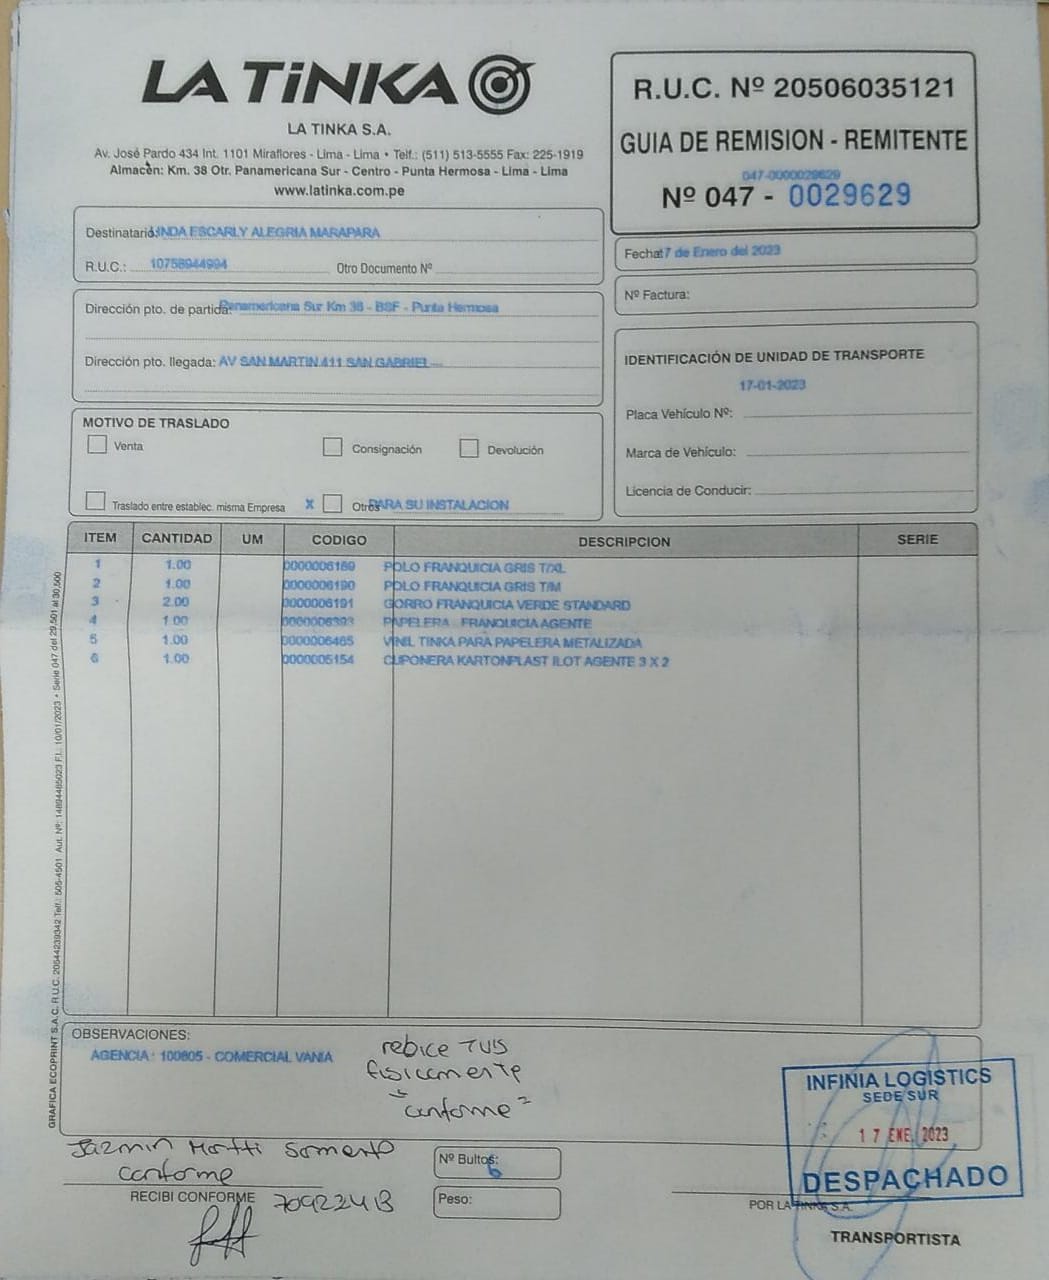 LA TiNKA
LA TINKA S.A.
Av. José Pardo 434 Int. 1101 Miraflores - Lima - Lima • Telf.: (511) 513-5555 Fax: 225-1919
Almacén: Km. 38 Otr. Panamericana Sur - Centro - Punta Hermosa - Lima - Lima
www.latinka.com.pe
R.U.C. Nº 20506035121
GUIA DE REMISION - REMITENTE
047-0000029629
Nº 047 - 0029629
Destinatario: LINDA ESCARLY ALEGRIA MARAPARA
R.U.C.: 10758944994 Otro Documento Nº
Fecha: 17 de Enero del 2023
Nº Factura:
Dirección pto. de partida: Panamericana Sur Km 38 - BSF - Punta Hermosa
Dirección pto. llegada: AV SAN MARTIN 411 SAN GABRIEL
IDENTIFICACIÓN DE UNIDAD DE TRANSPORTE
17-01-2023
Placa Vehículo Nº:
Marca de Vehículo:
Licencia de Conducir:
MOTIVO DE TRASLADO
Venta Consignación Devolución
Traslado entre establec. misma Empresa X Otros PARA SU INSTALACION
ITEM CANTIDAD UM CODIGO DESCRIPCION SERIE
1 1.00 0000006189 POLO FRANQUICIA GRIS T/XL
2 1.00 0000006190 POLO FRANQUICIA GRIS T/M
3 2.00 0000006191 GORRO FRANQUICIA VERDE STANDARD
4 1.00 0000006393 PAPELERA FRANQUICIA AGENTE
5 1.00 0000006465 VINIL TINKA PARA PAPELERA METALIZADA
6 1.00 0000005154 CUPONERA KARTONPLAST ILOT AGENTE 3 X 2
GRAFICA ECOPRINT S.A.C. R.U.C. 20544239342 Telf.: 505-4501 Aut. Nº: 14894485023 F.I.: 10/01/2023 • Serie 047 del 29,501 al 30,500
OBSERVACIONES:
AGENCIA : 100805 - COMERCIAL VANIA
rebice TUIS
fisicamente
"conforme"
INFINIA LOGISTICS
SEDE SUR
17 ENE. 2023
DESPACHADO
Jazmin
conforme
RECIBI CONFORME
Nº Bultos: 6
Peso:
POR LA TINKA S.A.
TRANSPORTISTA